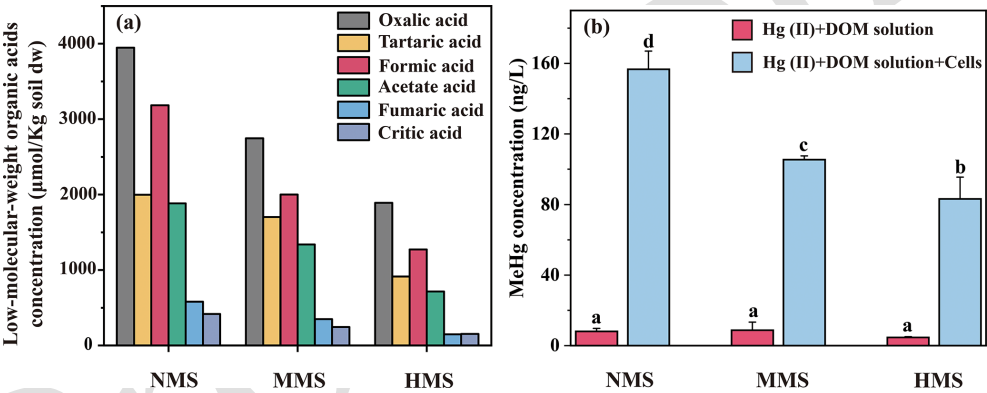 (a)
Oxalic acid
Tartaric acid
Formic acid
Acetate acid
Fumaric acid
Critic acid
Low-molecular-weight organic acids
concentration (μmol/Kg soil dw)
4000
3000
2000
1000
0
NMS MMS HMS
(b)
Hg (II)+DOM solution
Hg (II)+DOM solution+Cells
MeHg concentration (ng/L)
160
120
80
40
0
a d a c a b
NMS MMS HMS